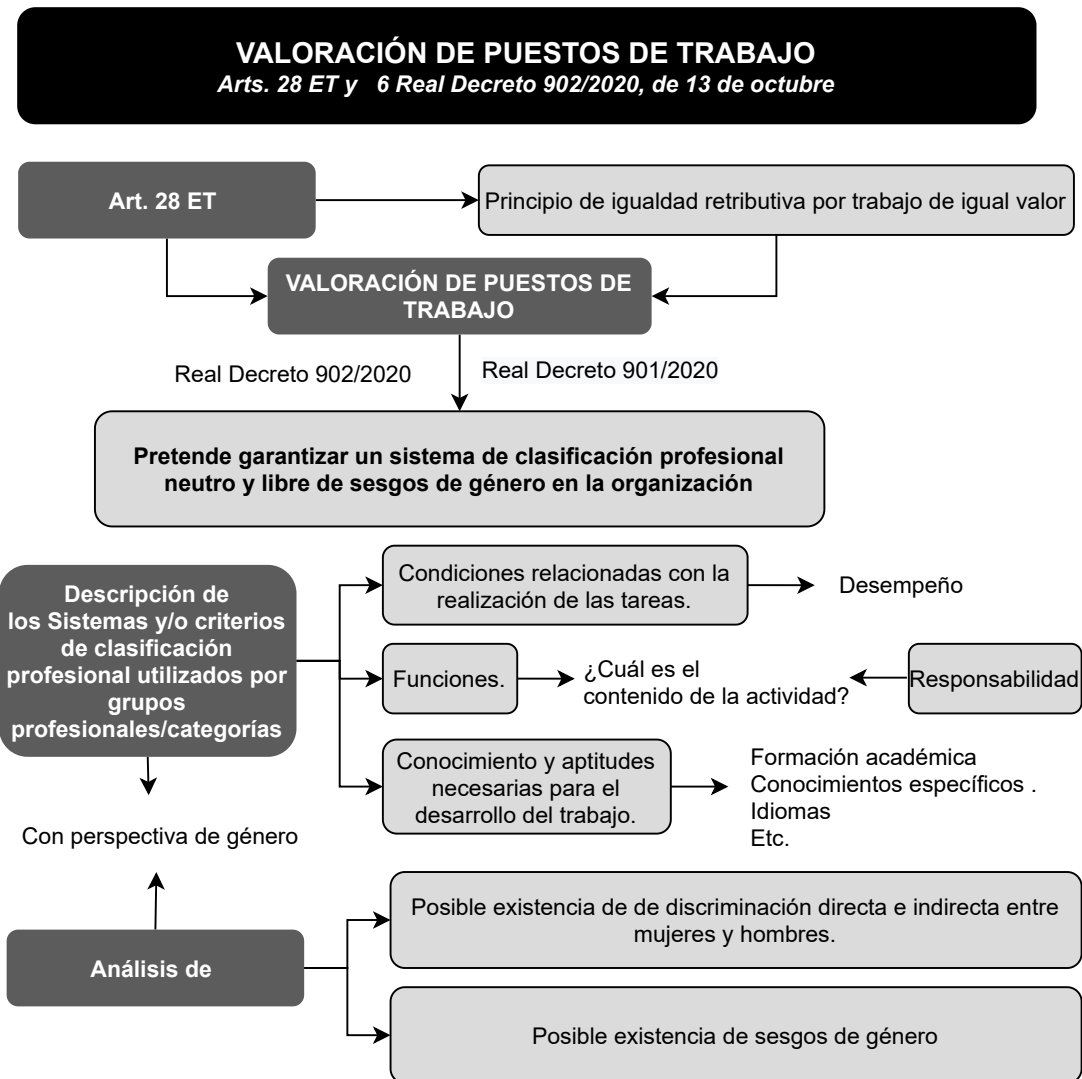 VALORACIÓN DE PUESTOS DE TRABAJO
Arts. 28 ET y 6 Real Decreto 902/2020, de 13 de octubre
Art. 28 ET
Principio de igualdad retributiva por trabajo de igual valor
VALORACIÓN DE PUESTOS DE
TRABAJO
Real Decreto 902/2020
Real Decreto 901/2020
Pretende garantizar un sistema de clasificación profesional
neutro y libre de sesgos de género en la organización
Descripción de
los Sistemas y/o criterios
de clasificación
profesional utilizados por
grupos
profesionales/categorías
Condiciones relacionadas con la
realización de las tareas.
Desempeño
Funciones.
¿Cuál es el
contenido de la actividad?
Responsabilidad
Conocimiento y aptitudes
necesarias para el
desarrollo del trabajo.
Formación académica
Conocimientos específicos .
Idiomas
Etc.
Con perspectiva de género
Análisis de
Posible existencia de de discriminación directa e indirecta entre
mujeres y hombres.
Posible existencia de sesgos de género